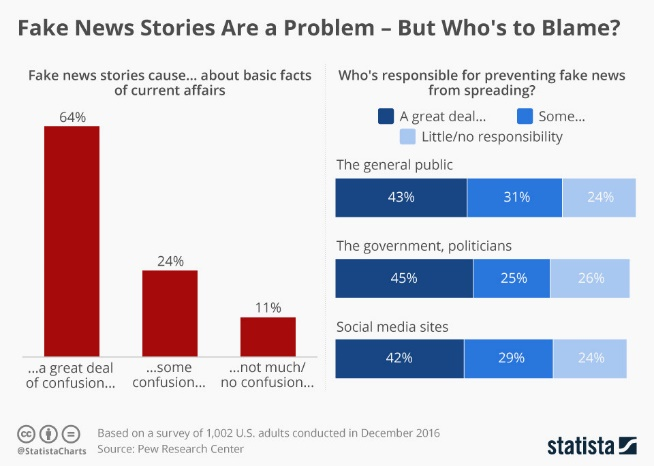 Fake News Stories Are a Problem – But Who's to Blame?
Fake news stories cause... about basic facts
of current affairs
64%
24%
11%
...a great deal
of confusion...
...some
confusion...
...not much/
no confusion...
Who's responsible for preventing fake news
from spreading?
A great deal...
Some...
Little/no responsibility
The general public
43%
31%
24%
The government, politicians
45%
25%
26%
Social media sites
42%
29%
24%
cc
@StatistaCharts
Based on a survey of 1,002 U.S. adults conducted in December 2016
Source: Pew Research Center
statista